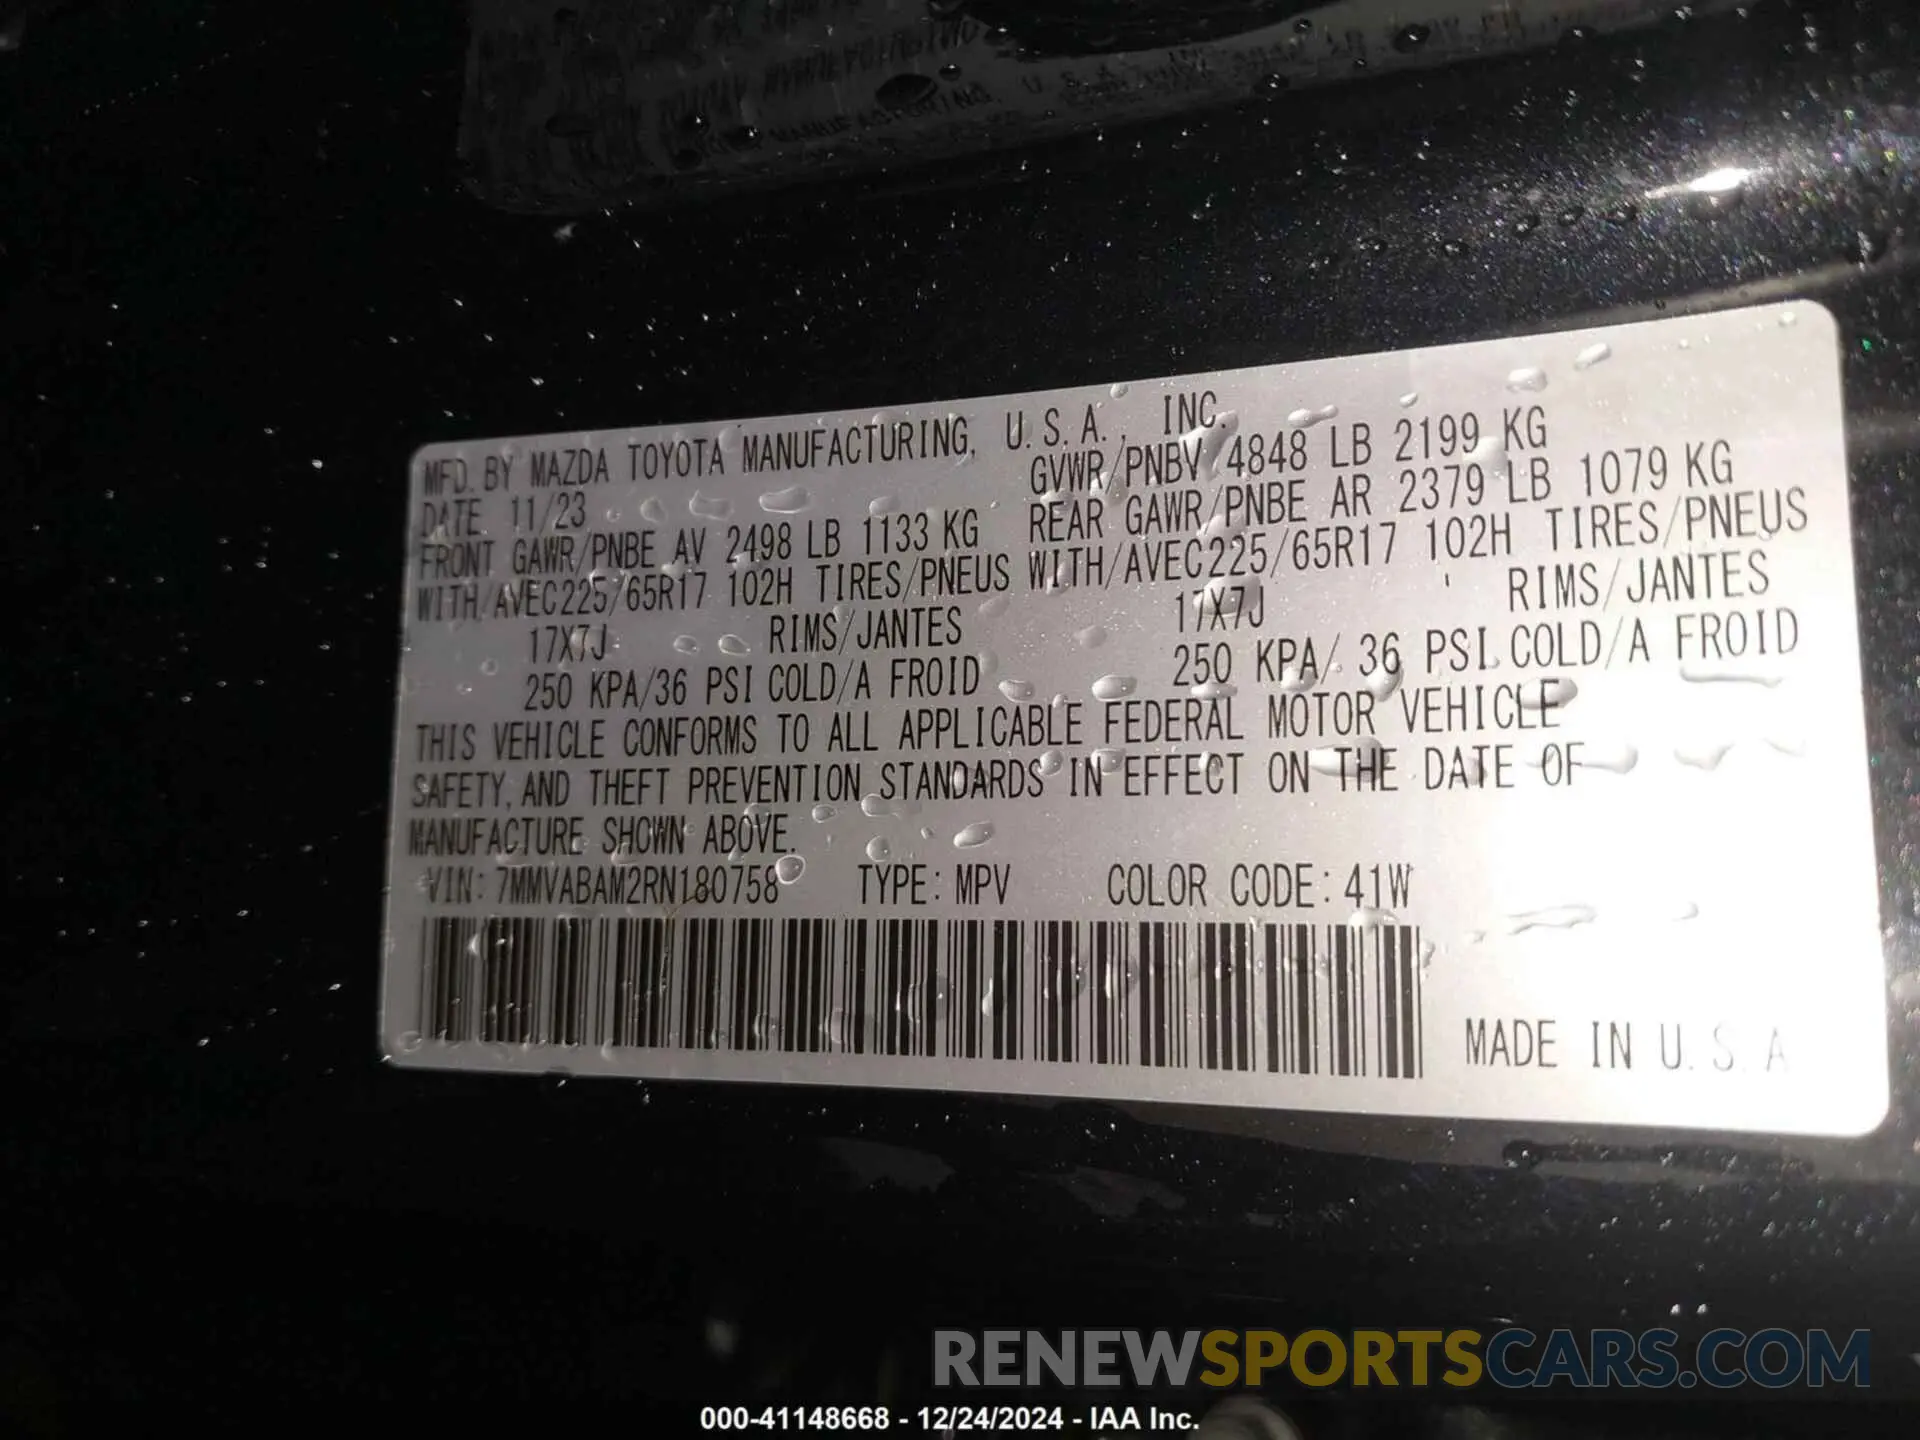 MFD. BY MAZDA TOYOTA MANUFACTURING, U.S.A., INC.
DATE 11/23 GVWR/PNBV 4848 LB 2199 KG
FRONT GAWR/PNBE AV 2498 LB 1133 KG REAR GAWR/PNBE AR 2379 LB 1079 KG
WITH/AVEC225/65R17 102H TIRES/PNEUS WITH/AVEC225/65R17 102H TIRES/PNEUS
17X7J RIMS/JANTES 17X7J RIMS/JANTES
250 KPA/36 PSI COLD/A FROID 250 KPA/ 36 PSI COLD/A FROID
THIS VEHICLE CONFORMS TO ALL APPLICABLE FEDERAL MOTOR VEHICLE
SAFETY, AND THEFT PREVENTION STANDARDS IN EFFECT ON THE DATE OF
MANUFACTURE SHOWN ABOVE.
VIN: 7MMVABAM2RN180758 TYPE: MPV COLOR CODE: 41W
MADE IN U.S.A
RENEWSPORTSCARS.COM
000-41148668 - 12/24/2024 - IAA Inc.